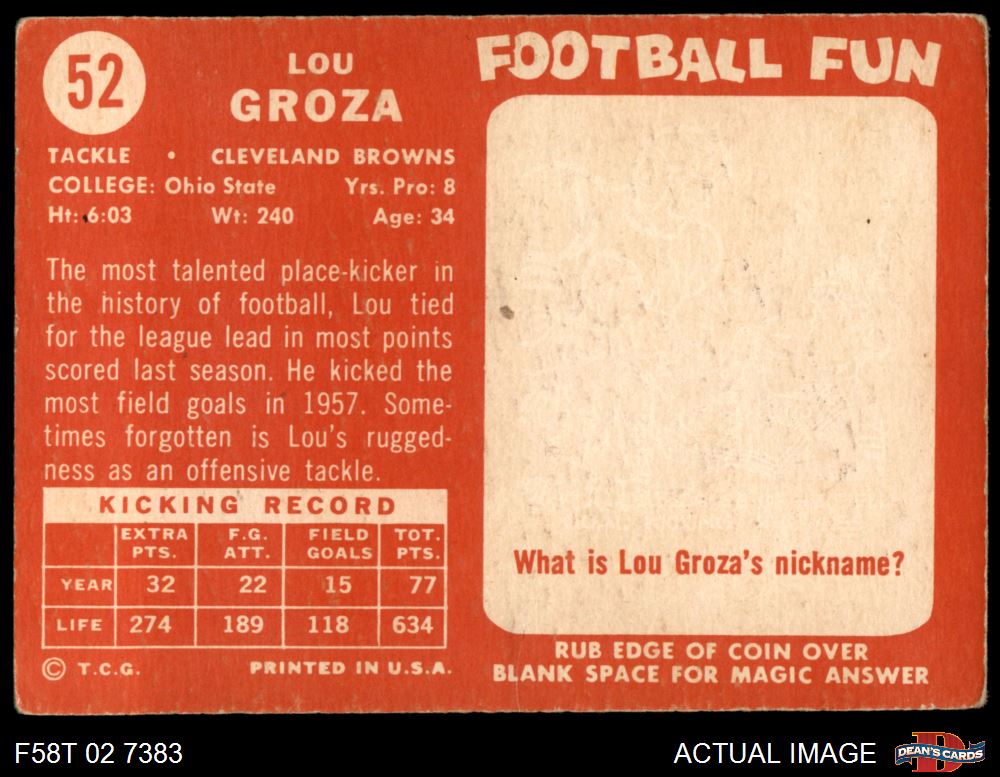 52
LOU
GROZA
TACKLE • CLEVELAND BROWNS
COLLEGE: Ohio State Yrs. Pro: 8
Ht: 6:03 Wt: 240 Age: 34
The most talented place-kicker in
the history of football, Lou tied
for the league lead in most points
scored last season. He kicked the
most field goals in 1957. Some-
times forgotten is Lou's rugged-
ness as an offensive tackle.
KICKING RECORD
EXTRA PTS. F.G. ATT. FIELD GOALS TOT. PTS.
YEAR 32 22 15 77
LIFE 274 189 118 634
© T.C.G. PRINTED IN U.S.A.
FOOTBALL FUN
What is Lou Groza's nickname?
RUB EDGE OF COIN OVER
BLANK SPACE FOR MAGIC ANSWER
F58T 02 7383
ACTUAL IMAGE
D
DEAN'S CARDS